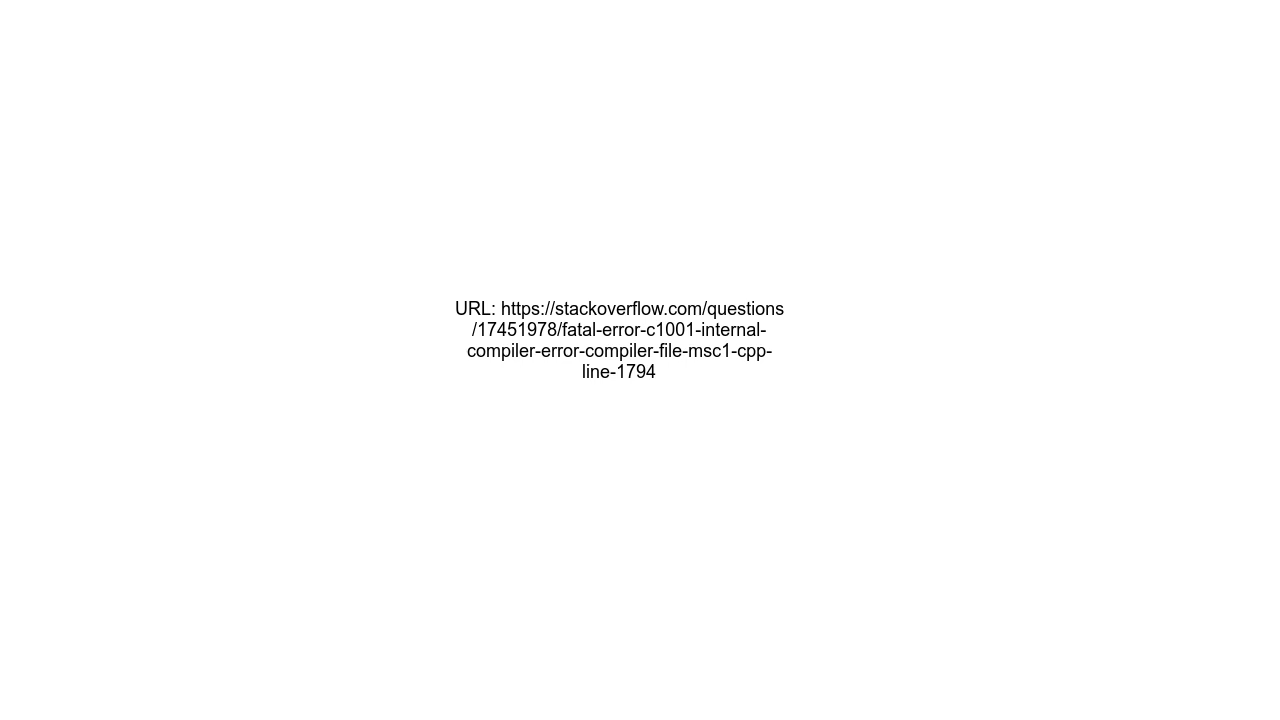 URL: https://stackoverflow.com/questions
/17451978/fatal-error-c1001-internal-
compiler-error-compiler-file-msc1-cpp-
line-1794